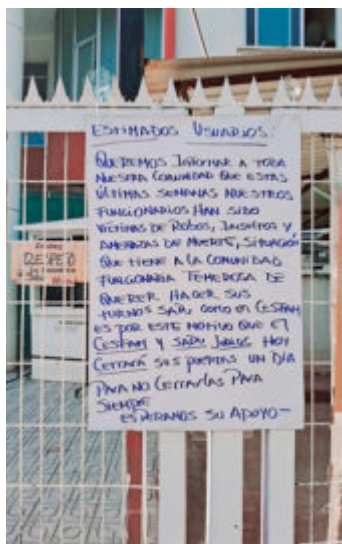 ESTIMADOS USUARIOS:
QUEREMOS INFORMAR A TODA
NUESTRA COMUNIDAD QUE ESTAS
ÚLTIMAS SEMANAS NUESTROS
FUNCIONARIOS HAN SIDO
VÍCTIMAS DE ROBOS, INSULTOS Y
AMENAZAS DE MUERTE, SITUACIÓN
QUE TIENE A LA COMUNIDAD
FUNCIONARIA TEMEROSA DE
QUERER HACER SUS
TURNOS SAPU COMO EN CESFAM
ES POR ESTE MOTIVO QUE EL
CESFAM Y SAPU HOY
CERRARÁ SUS PUERTAS UN DÍA
PARA NO CERRARLAS PARA
SIEMPRE
ESPERAMOS SU APOYO-